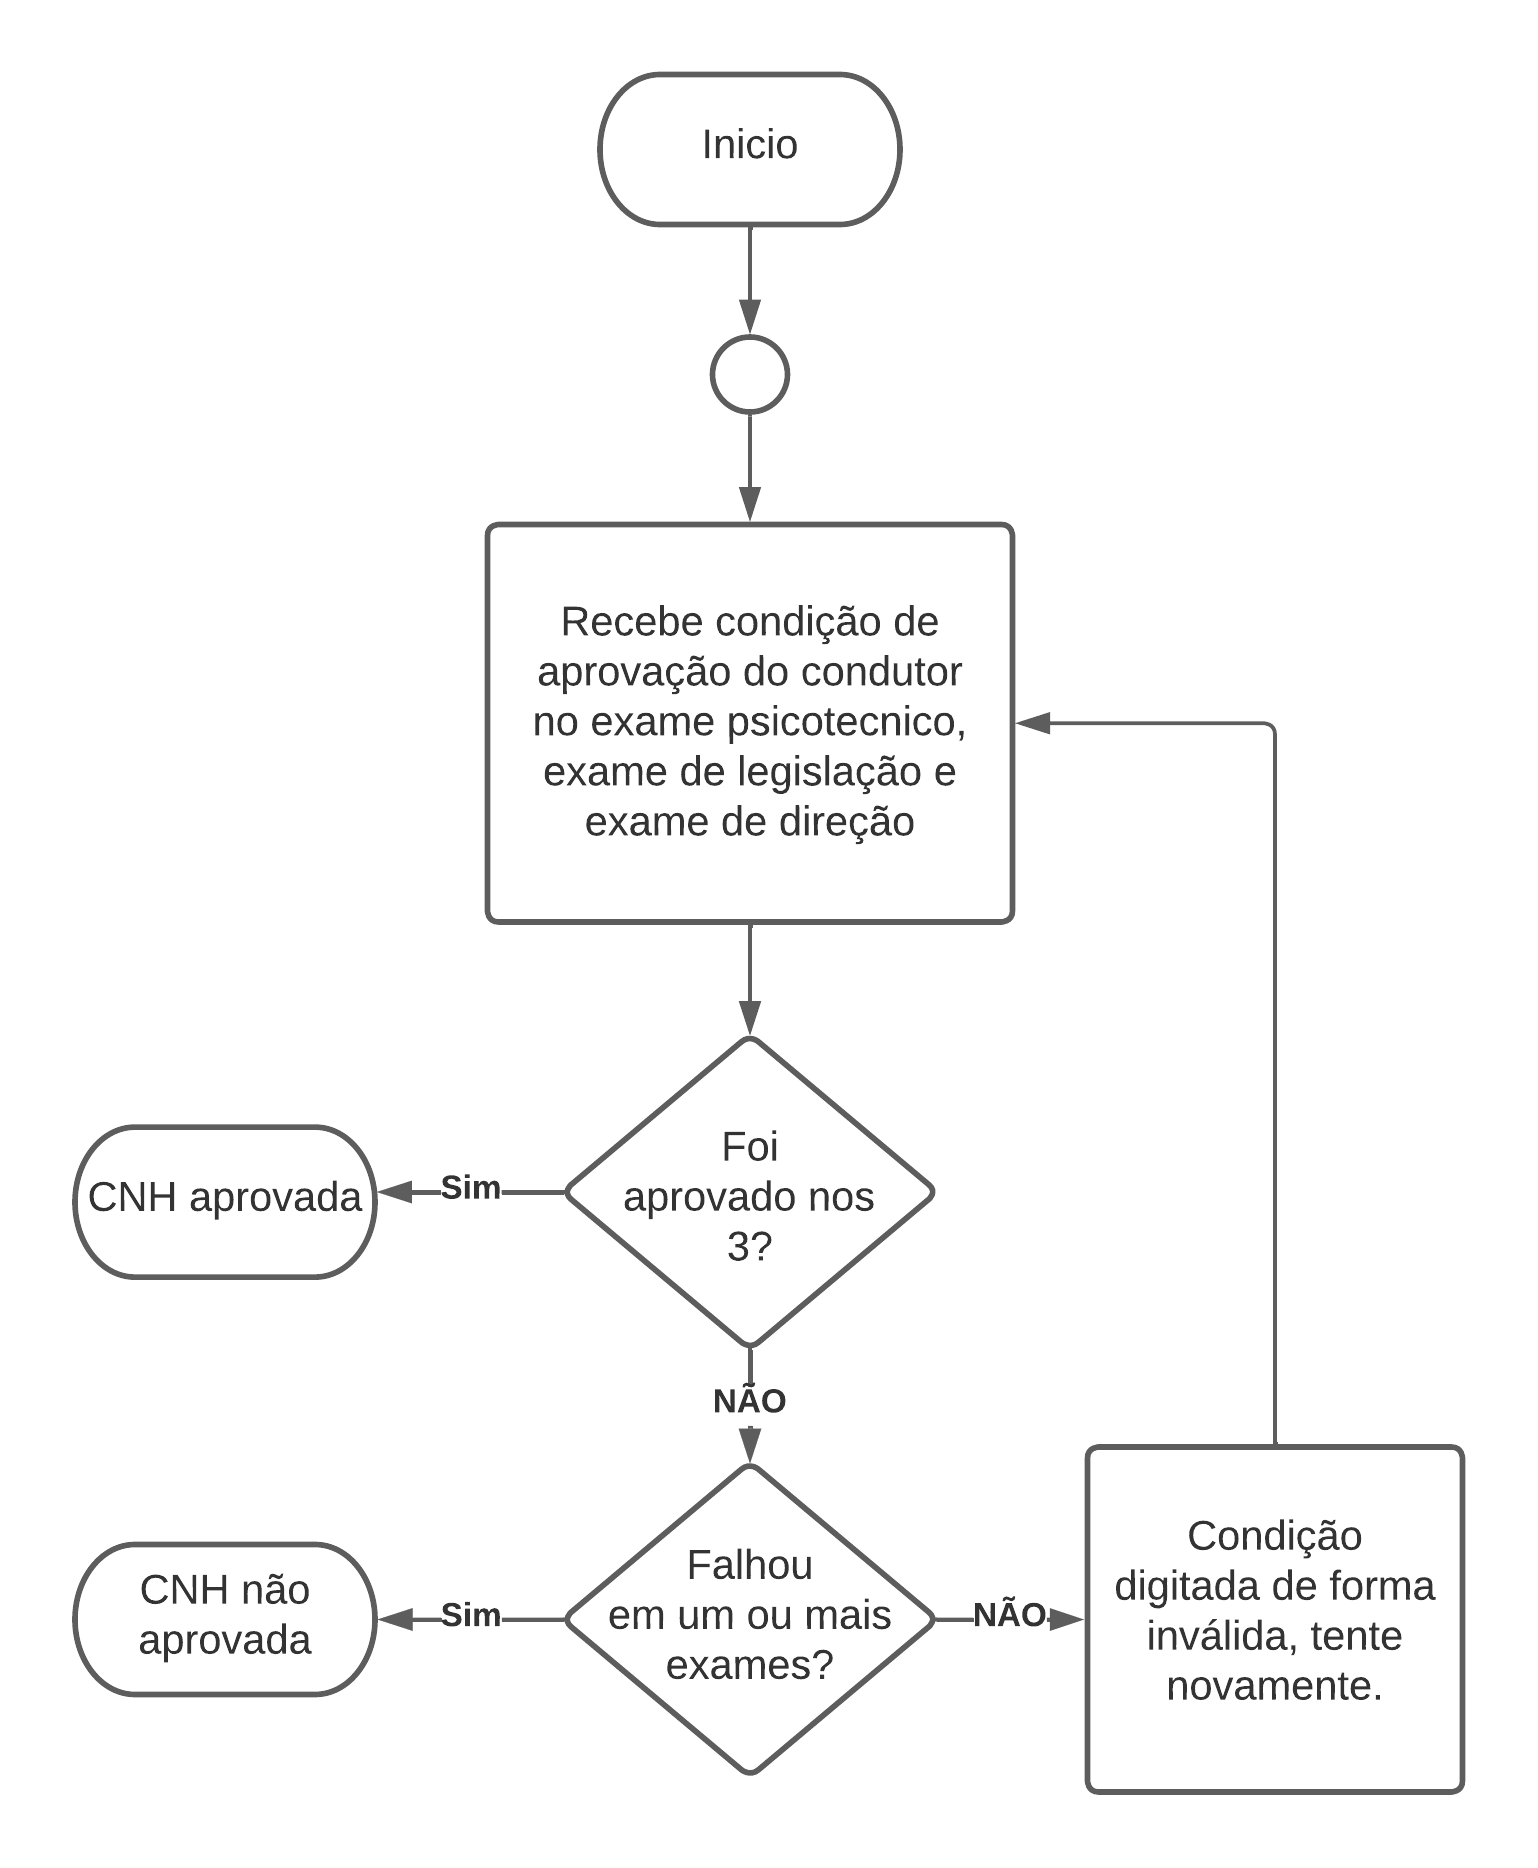 Inicio
Recebe condição de
aprovação do condutor
no exame psicotecnico,
exame de legislação e
exame de direção
Foi
aprovado nos
3?
Sim
CNH aprovada
NÃO
Falhou
em um ou mais
exames?
Sim
CNH não
aprovada
NÃO
Condição
digitada de forma
inválida, tente
novamente.